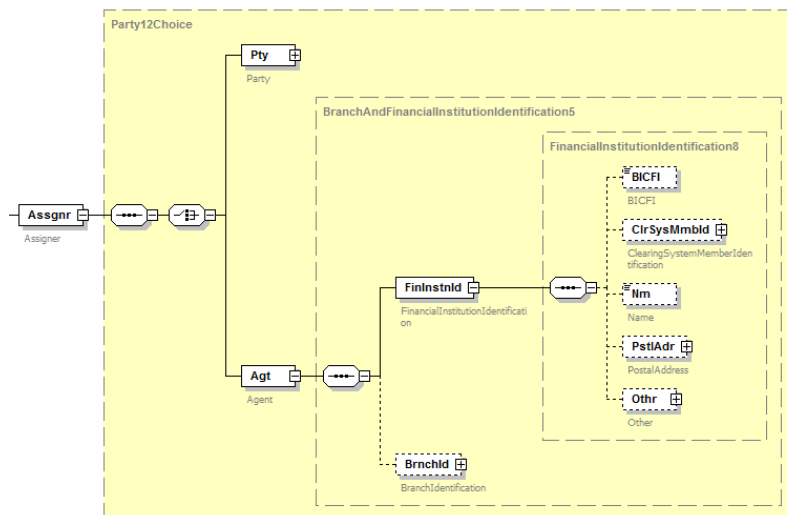 Party12Choice
Pty
Party
BranchAndFinancialInstitutionIdentification5
FinancialInstitutionIdentification8
BICFI
BICFI
Assgnr
Assigner
ClrSysMmbId
ClearingSystemMemberIden
tification
FinInstnId
FinancialInstitutionIdentificati
on
Nm
Name
PstlAdr
PostalAddress
Agt
Agent
Othr
Other
BrnchId
BranchIdentification